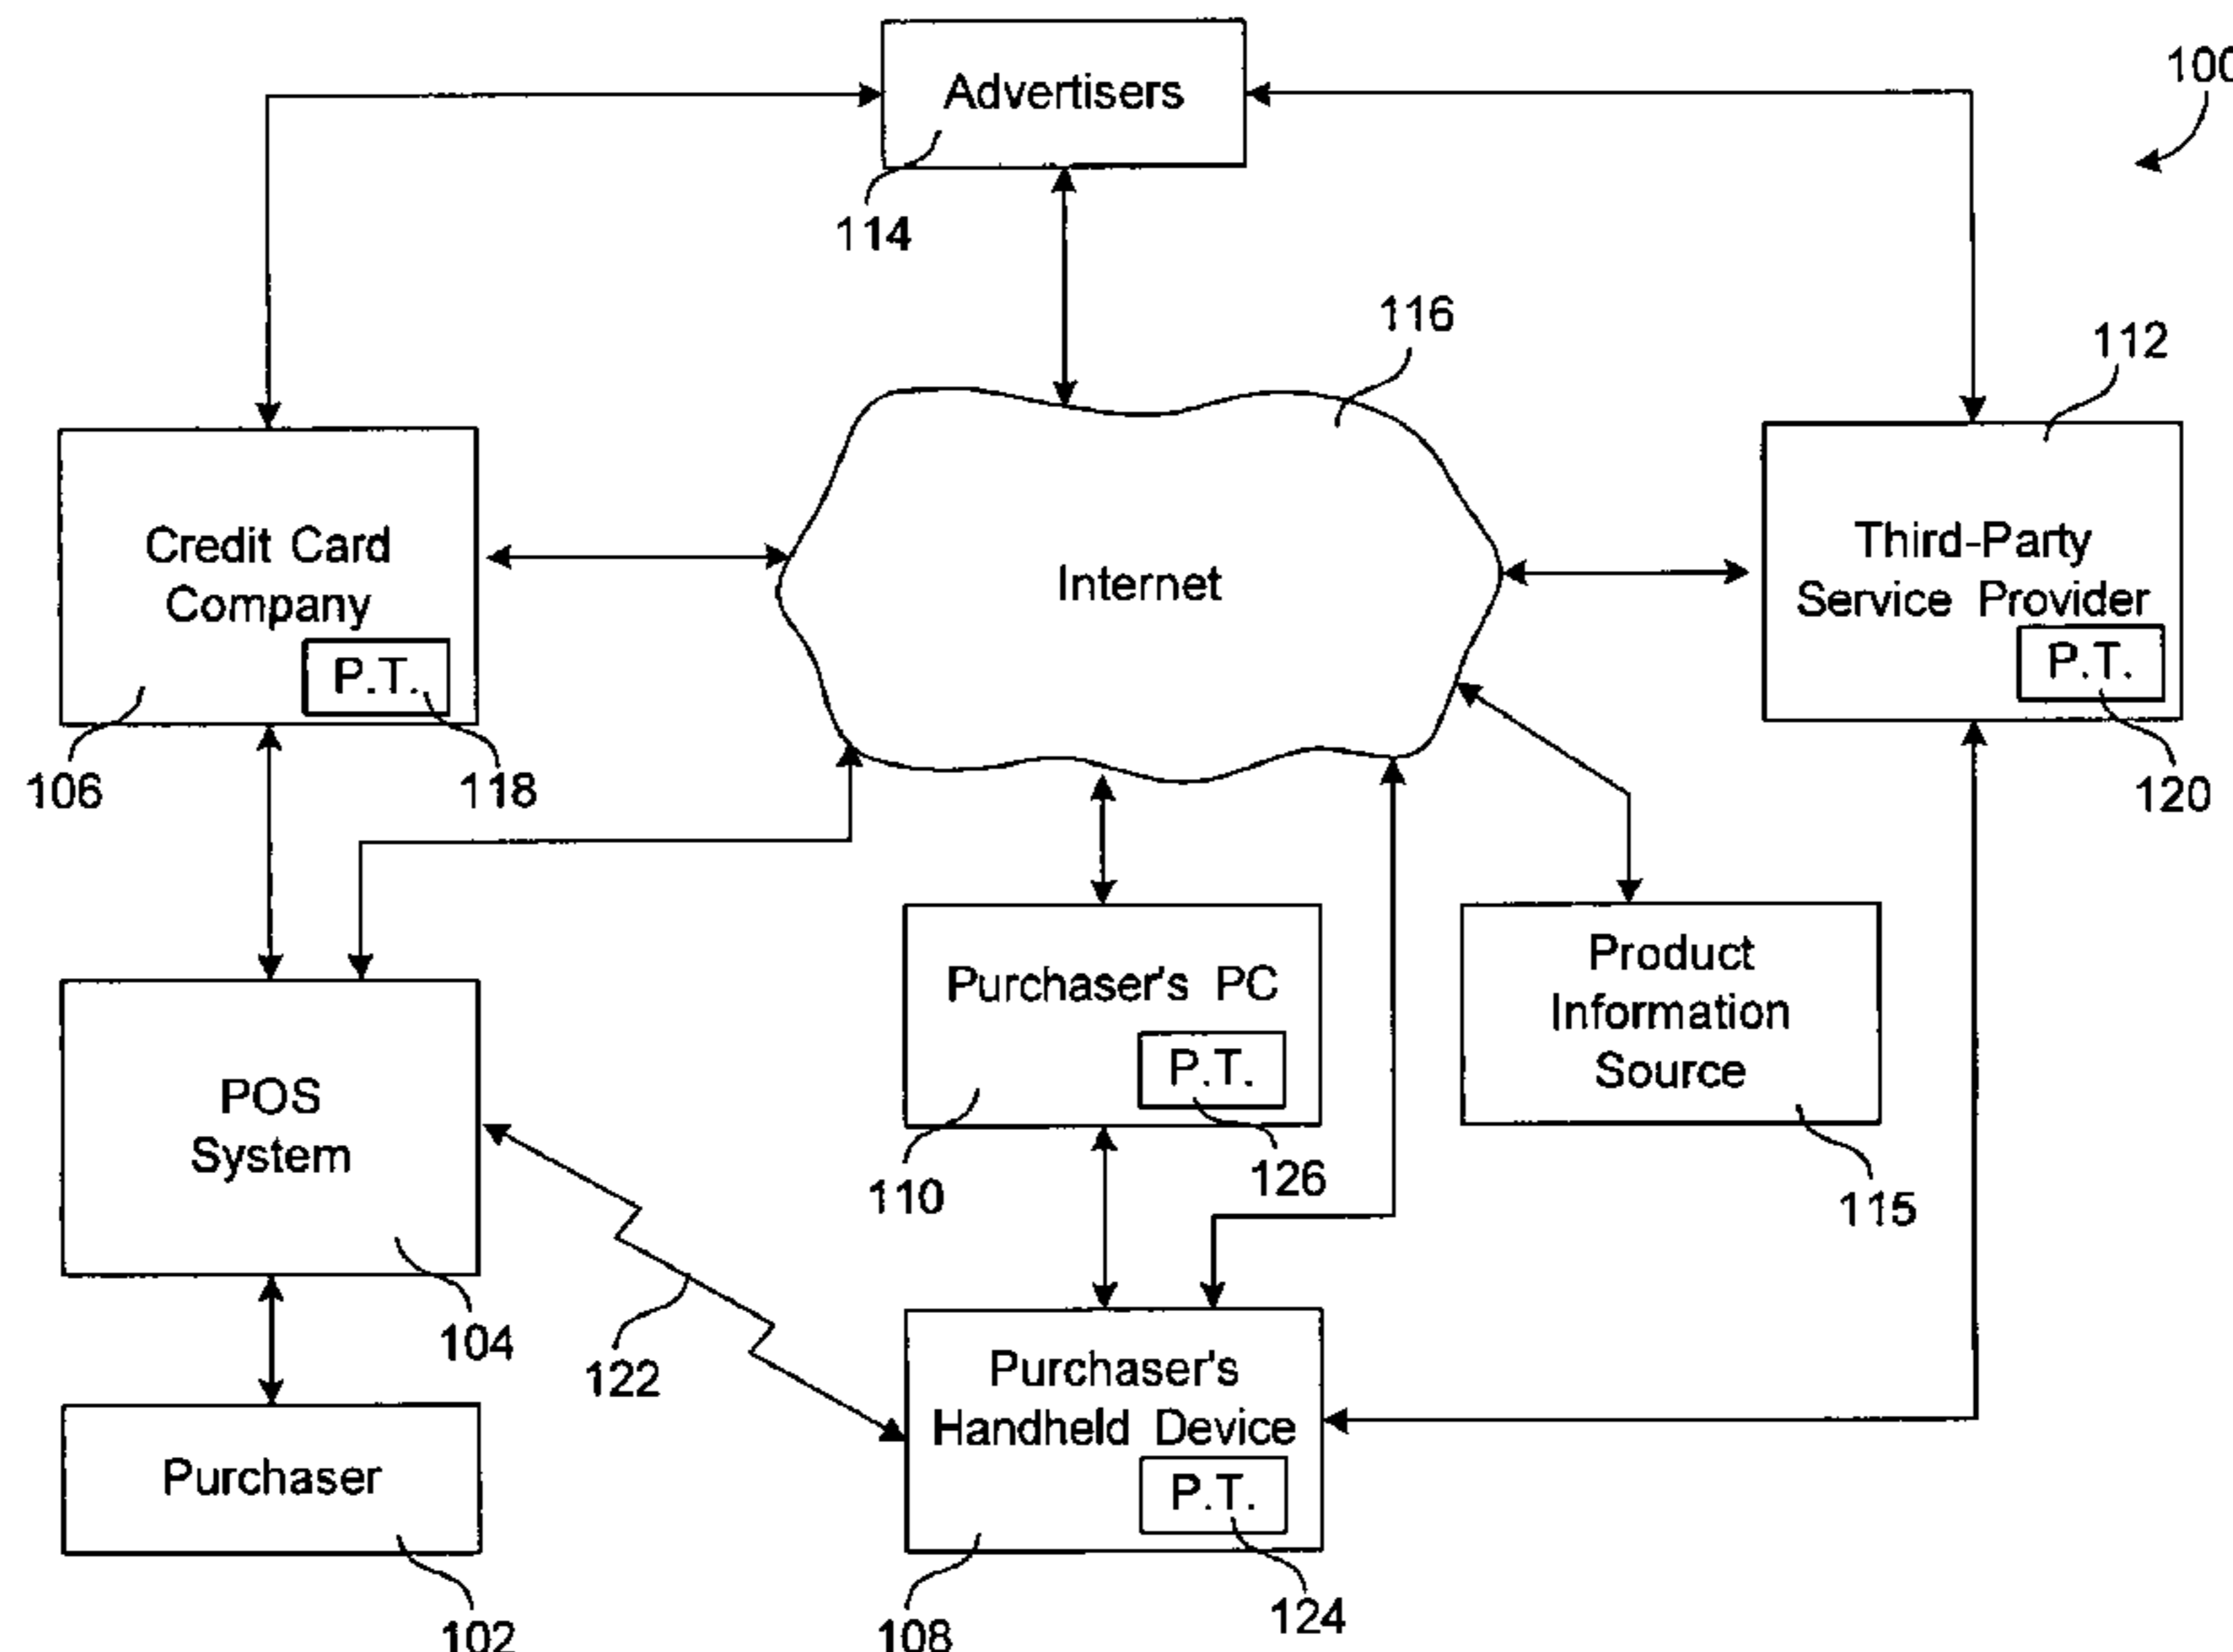 100
Advertisers
114
116
112
Credit Card
Company
P.T.
106
118
Internet
Third-Party
Service Provider
P.T.
120
POS
System
104
Purchaser's PC
P.T.
110
126
Product
Information
Source
115
122
Purchaser
102
Purchaser's
Handheld Device
P.T.
108
124